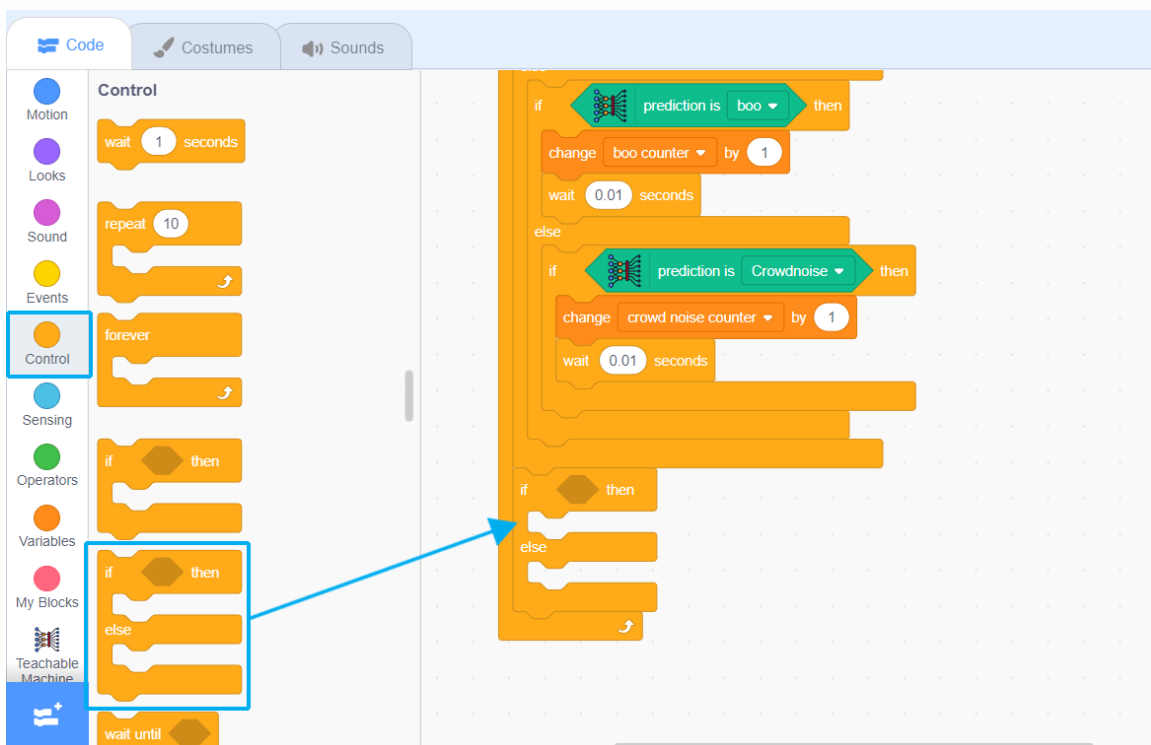 Code
Costumes
Sounds
Motion
Looks
Sound
Events
Control
Sensing
Operators
Variables
My Blocks
Teachable
Machine
Control
wait 1 seconds
repeat 10
forever
if then
if then
else
wait until
else
if prediction is boo then
change boo counter by 1
wait 0.01 seconds
else
if prediction is Crowdnoise then
change crowd noise counter by 1
wait 0.01 seconds
if then
else